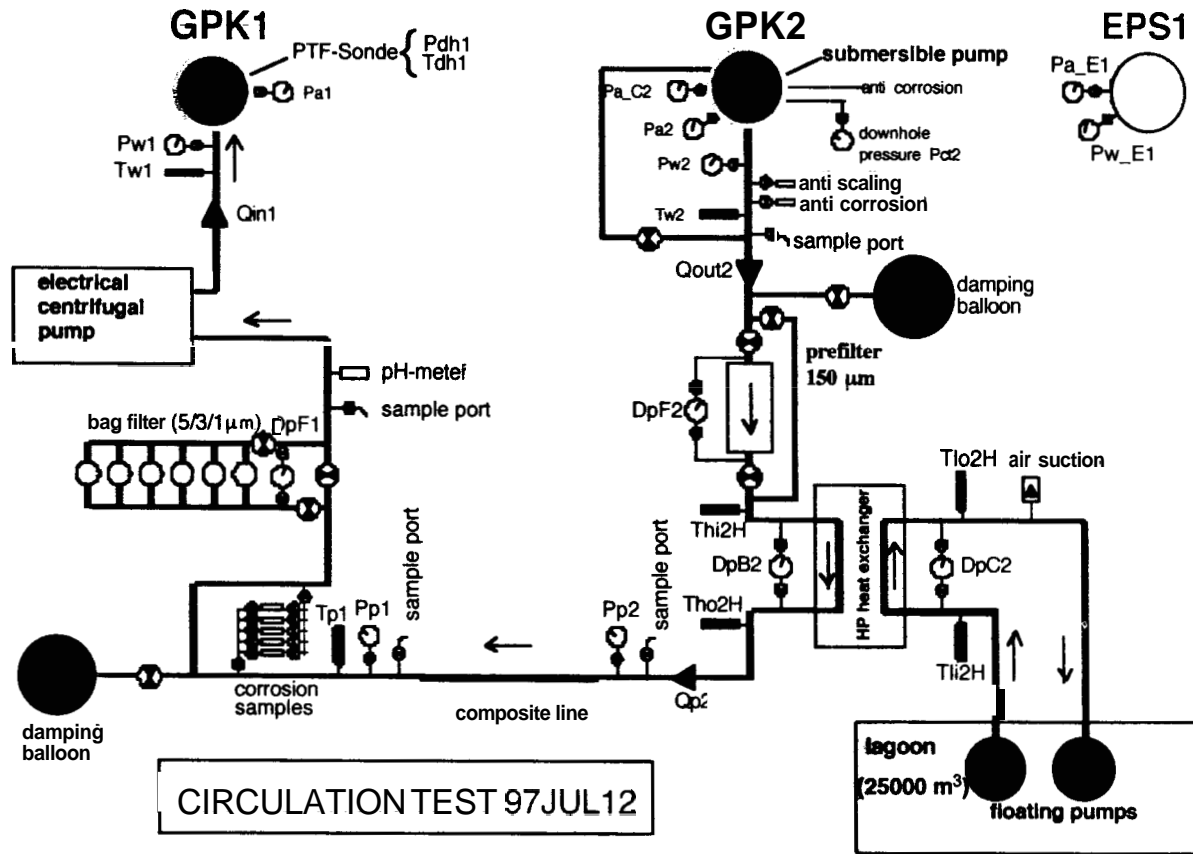 GPK1
GPK2
EPS1
PTF-Sonde
Pdh1
Tdh1
Pa1
Pw1
Tw1
Qin1
electrical
centrifugal
pump
pH-meter
sample port
bag filter (5/3/1µm)
DpF1
submersible pump
anti corrosion
Pa_C2
Pa2
downhole
pressure Pct2
Pw2
anti scaling
anti corrosion
Tw2
sample port
Qout2
damping
balloon
Pa_E1
Pw_E1
prefilter
150 µm
DpF2
Thi2H
DpB2
Tho2H
HP heat exchanger
Tlo2H
air suction
DpC2
Tli2H
sample port
Pp2
Qp2
sample port
Pp1
Tp1
corrosion
samples
composite line
damping
balloon
lagoon
(25000 m³)
floating pumps
CIRCULATION TEST 97JUL12